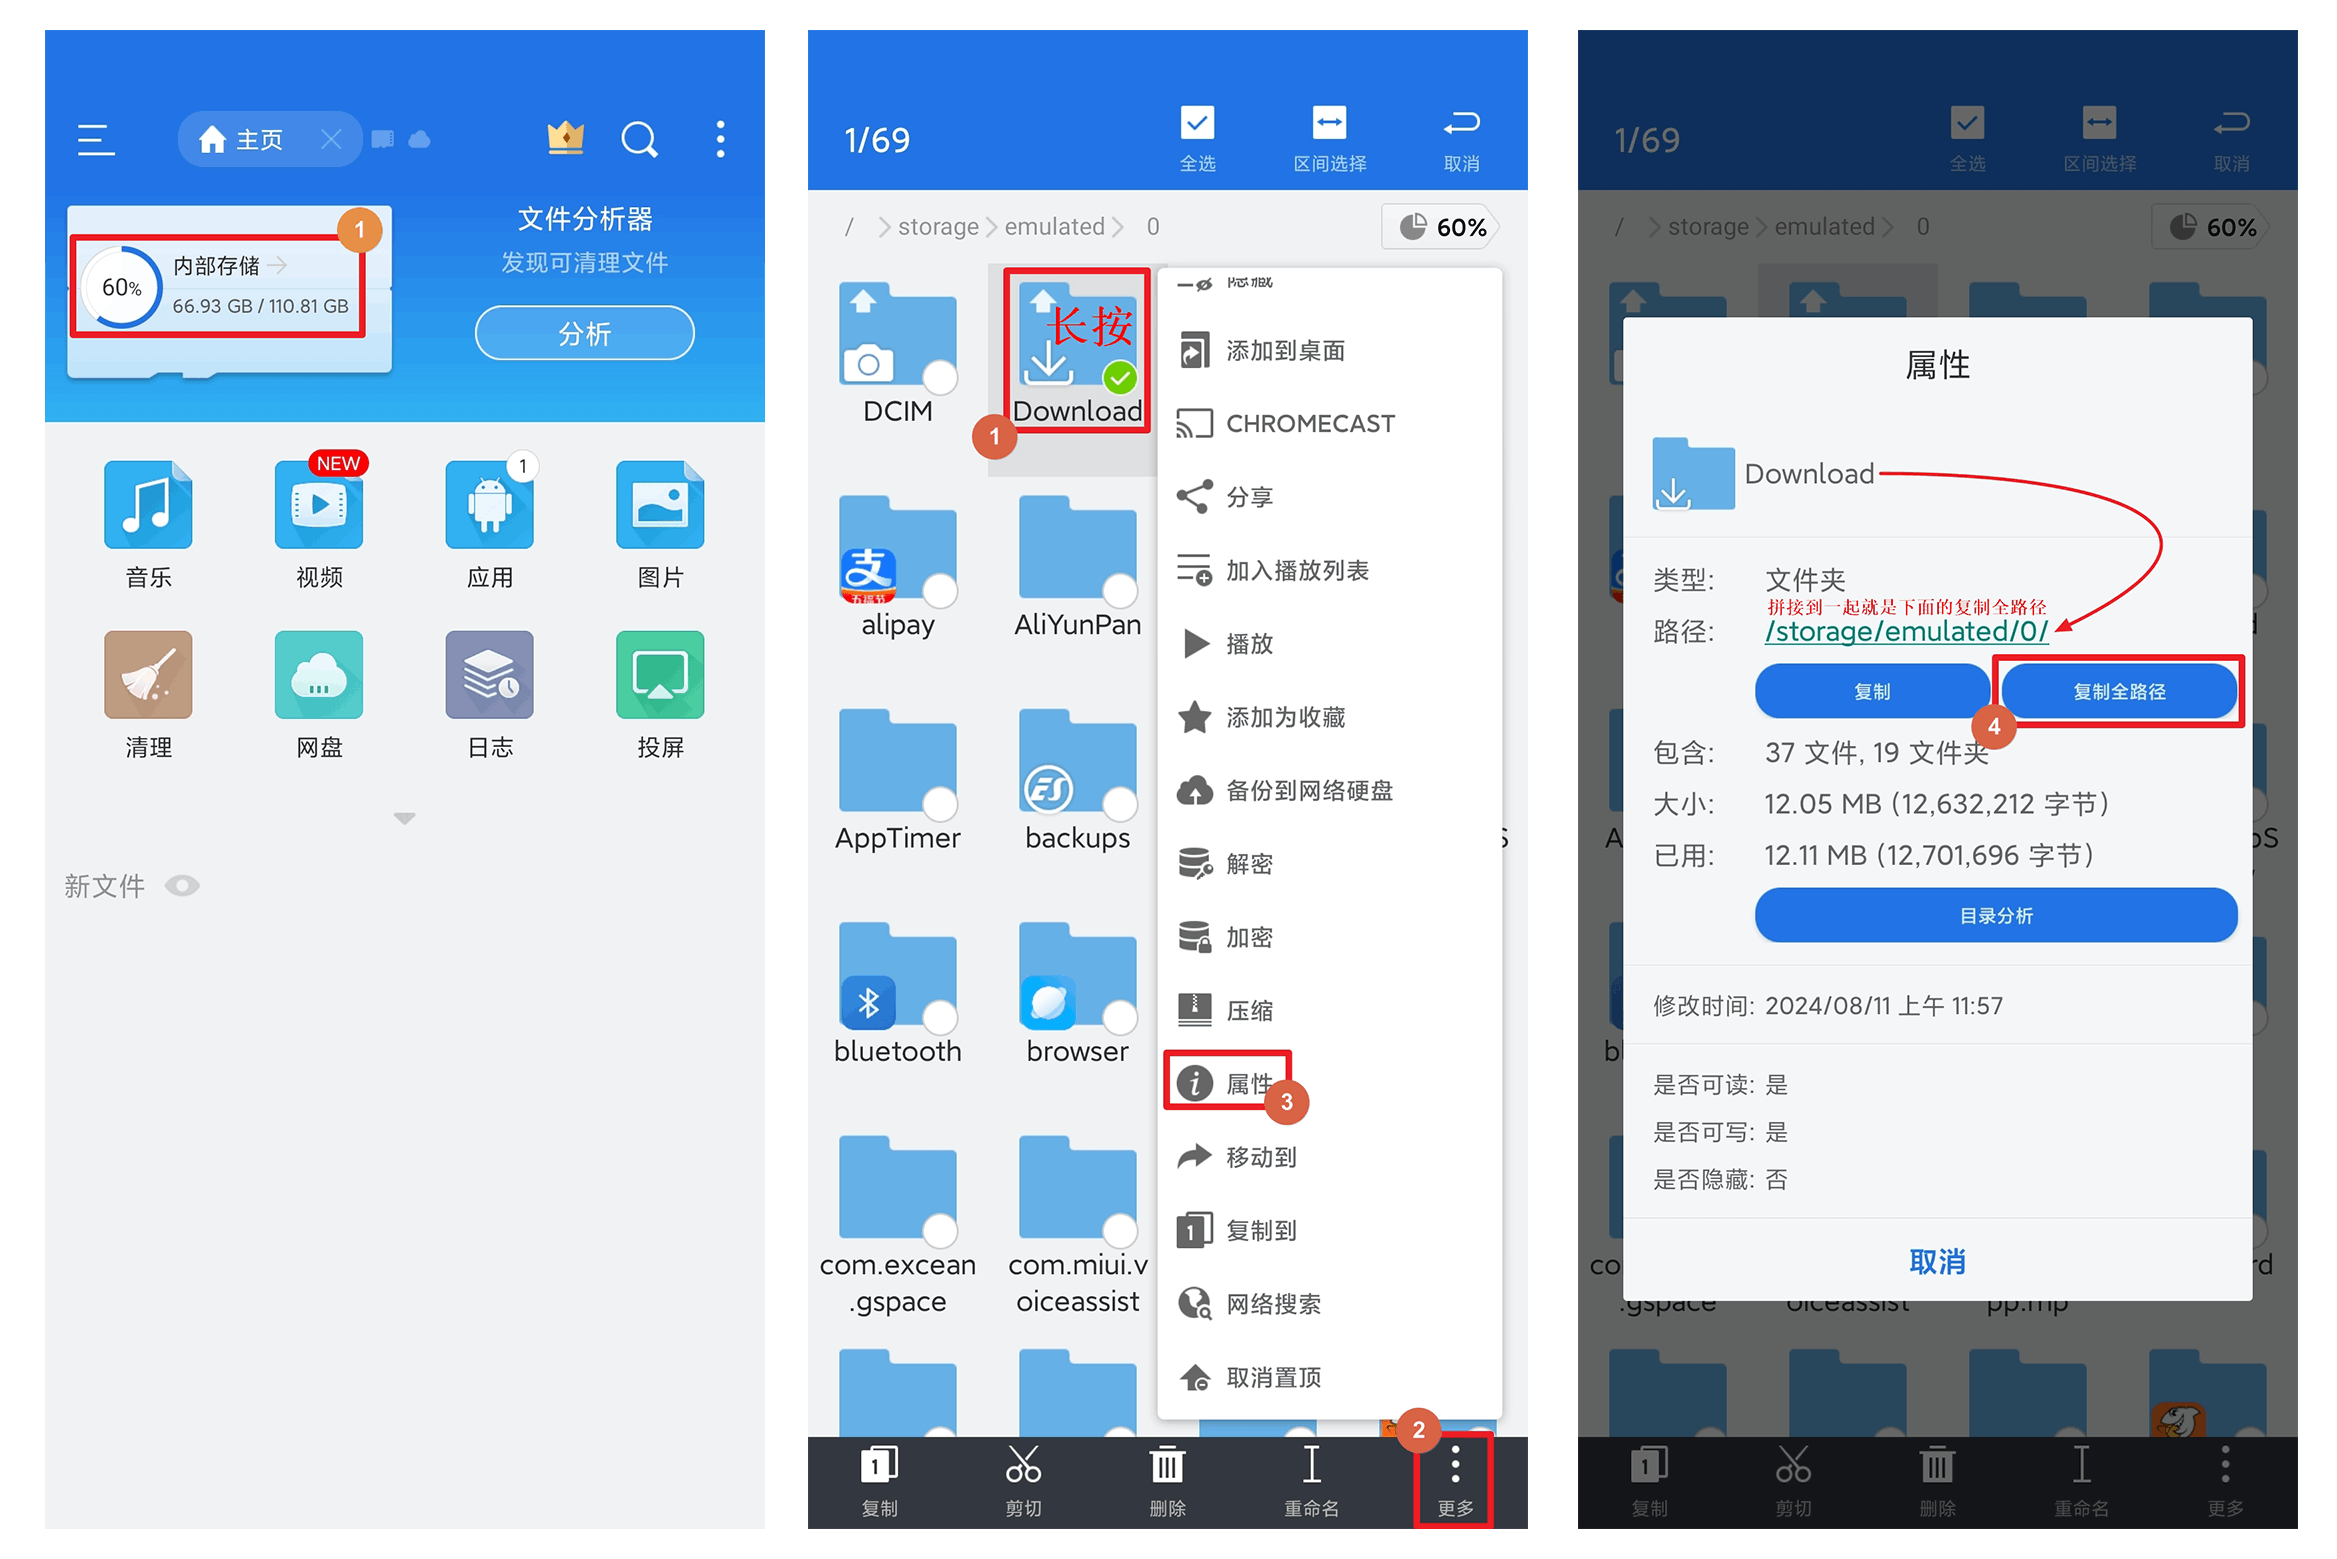 主页
1
60%
内部存储
66.93 GB / 110.81 GB
文件分析器
发现可清理文件
分析
音乐
NEW
视频
1
应用
图片
清理
网盘
日志
投屏
新文件
1/69
全选
区间选择
取消
/ storage emulated 0
60%
长按
DCIM
Download
1
支
五福节
alipay
AliYunPan
AppTimer
backups
bluetooth
browser
com.excean
.gspace
com.miui.v
oiceassist
隐藏
添加到桌面
CHROMECAST
分享
加入播放列表
播放
添加为收藏
备份到网络硬盘
解密
加密
压缩
属性
3
移动到
复制到
网络搜索
取消置顶
2
复制
剪切
删除
重命名
更多
1/69
全选
区间选择
取消
/ storage emulated 0
60%
属性
Download
类型: 文件夹
拼接到一起就是下面的复制全路径
路径: /storage/emulated/0/
复制
复制全路径
4
包含: 37 文件, 19 文件夹
大小: 12.05 MB (12,632,212 字节)
已用: 12.11 MB (12,701,696 字节)
目录分析
修改时间: 2024/08/11 上午 11:57
是否可读: 是
是否可写: 是
是否隐藏: 否
取消
.gspace
oiceassist
pp.mp
复制
剪切
删除
重命名
更多